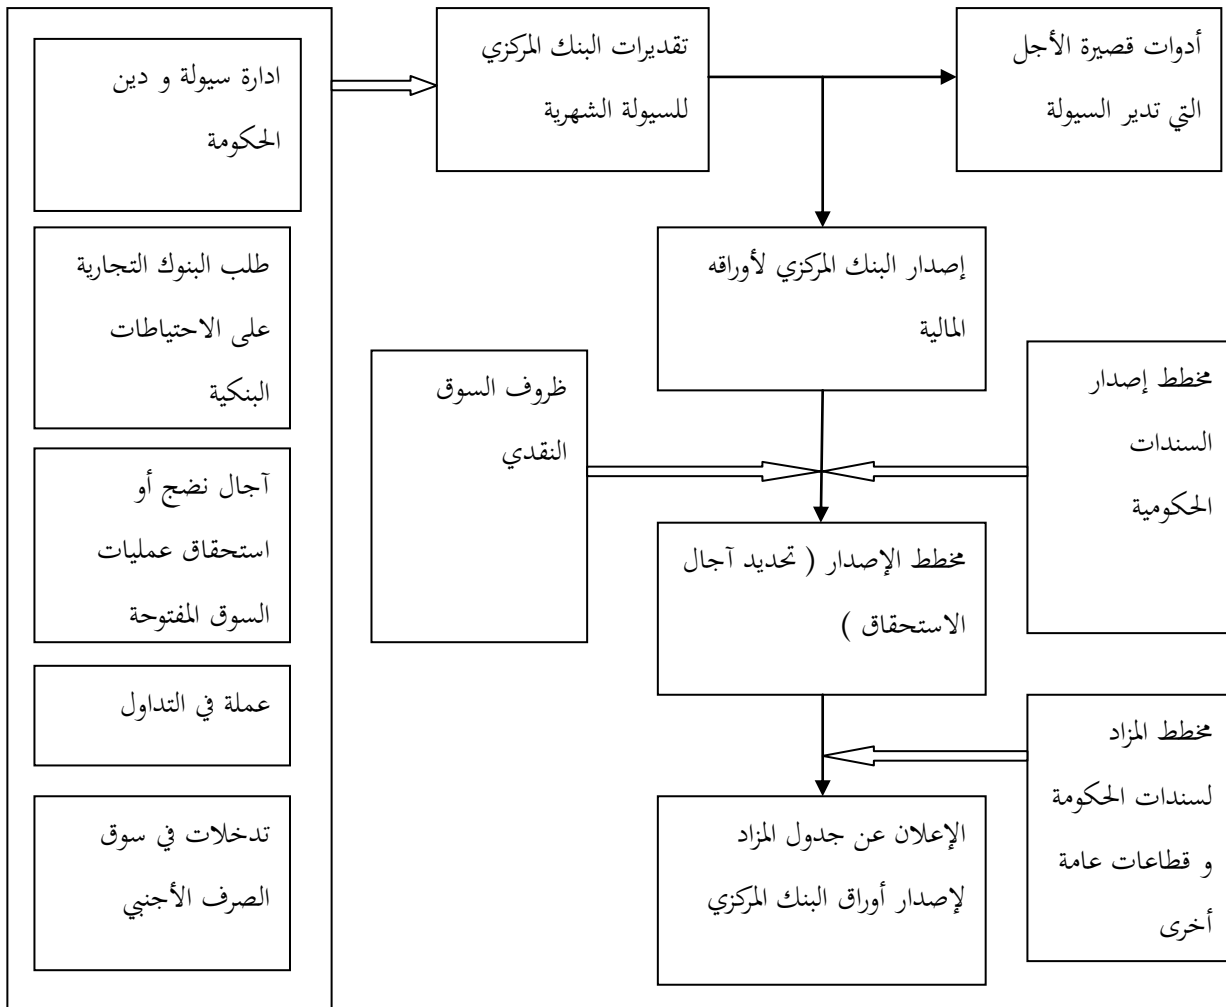 أدوات قصيرة الأجل
التي تدير السيولة
تقديرات البنك المركزي
للسيولة الشهرية
ادارة سيولة و دين
الحكومة
طلب البنوك التجارية
على الاحتياطات
البنكية
آجال نضج أو
استحقاق عمليات
السوق المفتوحة
عملة في التداول
تدخلات في سوق
الصرف الأجنبي
إصدار البنك المركزي لأوراقه
المالية
مخطط إصدار
السندات
الحكومية
ظروف السوق
النقدي
مخطط الإصدار ( تحديد آجال
الاستحقاق )
مخطط المزاد
لسندات الحكومة
و قطاعات عامة
أخرى
الإعلان عن جدول المزاد
لإصدار أوراق البنك المركزي